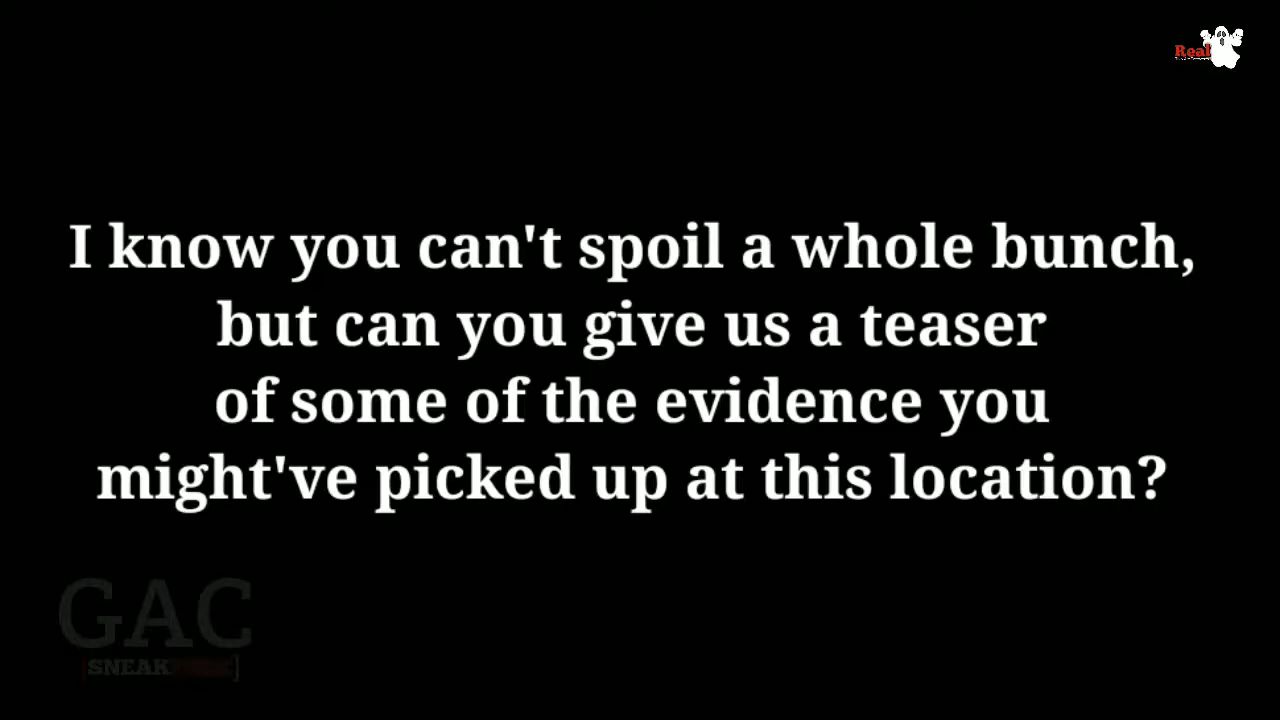 Real
I know you can't spoil a whole bunch,
but can you give us a teaser
of some of the evidence you
might've picked up at this location?
GAC
[SNEAK